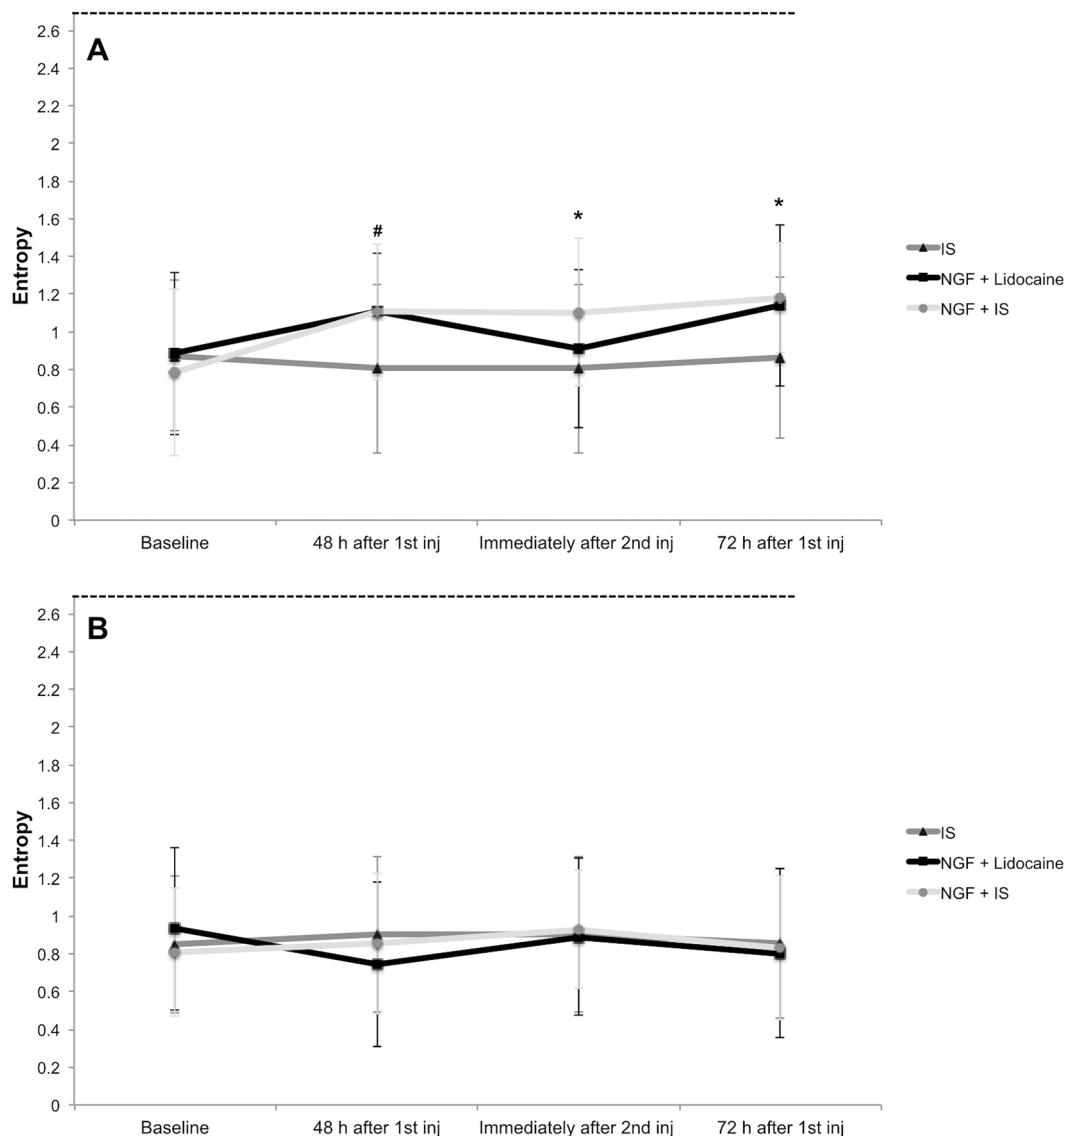 A
2.6
2.4
2.2
2
1.8
1.6
1.4
1.2
1
0.8
0.6
0.4
0.2
0
Entropy
#
*
*
Baseline
48 h after 1st inj
Immediately after 2nd inj
72 h after 1st inj
IS
NGF + Lidocaine
NGF + IS
B
2.6
2.4
2.2
2
1.8
1.6
1.4
1.2
1
0.8
0.6
0.4
0.2
0
Entropy
Baseline
48 h after 1st inj
Immediately after 2nd inj
72 h after 1st inj
IS
NGF + Lidocaine
NGF + IS